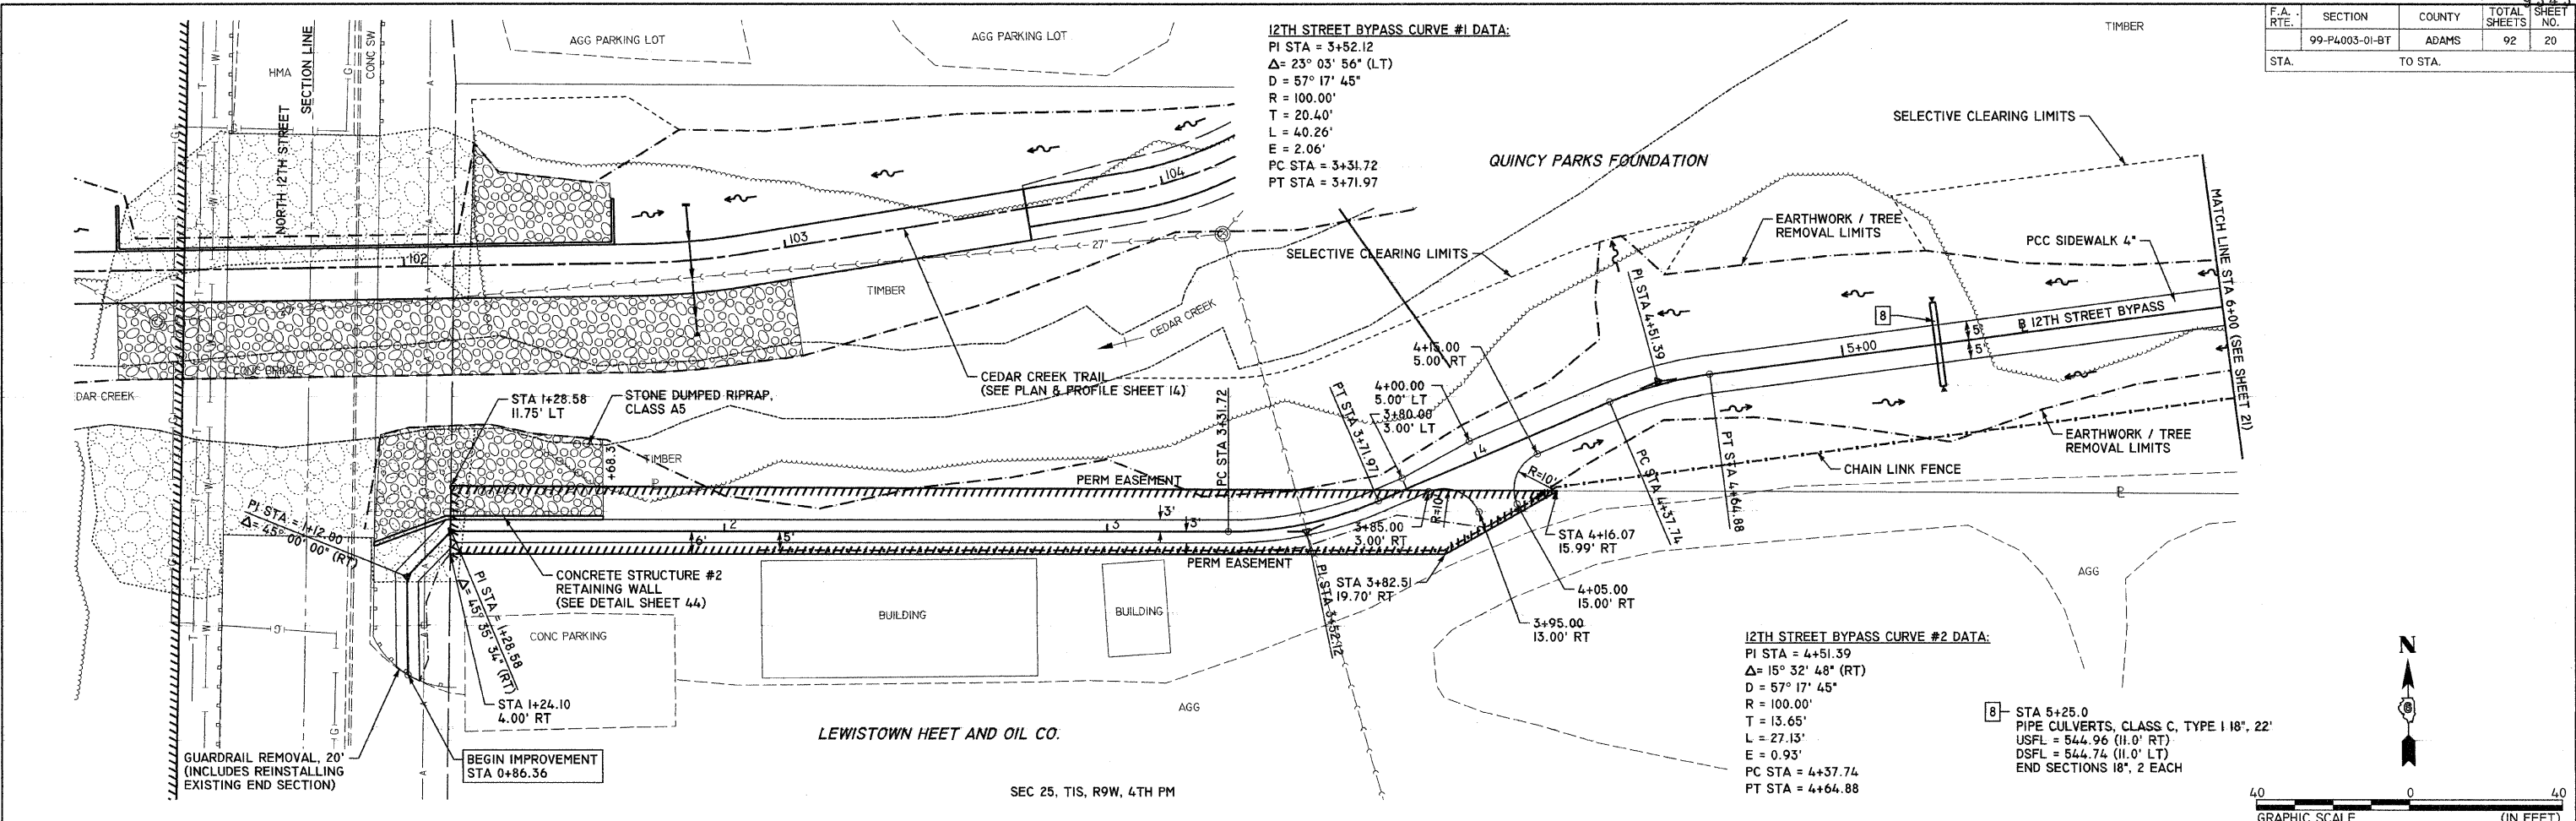 F.A. RTE.
SECTION
COUNTY
TOTAL SHEETS
SHEET NO.
99-P4003-01-BT
ADAMS
92
20
STA.
TO STA.
TIMBER
AGG PARKING LOT
AGG PARKING LOT
HMA
SECTION LINE
CONC SW
NORTH 12TH STREET
12TH STREET BYPASS CURVE #1 DATA:
PI STA = 3+52.12
Δ= 23° 03' 56" (LT)
D = 57° 17' 45"
R = 100.00'
T = 20.40'
L = 40.26'
E = 2.06'
PC STA = 3+31.72
PT STA = 3+71.97
QUINCY PARKS FOUNDATION
SELECTIVE CLEARING LIMITS
EARTHWORK / TREE
REMOVAL LIMITS
PCC SIDEWALK 4"
MATCH LINE STA 6+00 (SEE SHEET 21)
SELECTIVE CLEARING LIMITS
102
103
104
27"
TIMBER
CEDAR CREEK
CEDAR CREEK TRAIL
(SEE PLAN & PROFILE SHEET 14)
CONC BRIDGE
DAR CREEK
PI STA 4+51.39
8
5+00
5'
5'
12TH STREET BYPASS
STA 1+28.58
11.75' LT
STONE DUMPED RIPRAP,
CLASS A5
+68.3
TIMBER
PC STA 3+31.72
PT STA 3+71.97
4+15.00
5.00' RT
4+00.00
5.00' LT
3+80.00
3.00' LT
4
R=10'
R=10'
PC STA 4+37.74
PT STA 4+64.88
EARTHWORK / TREE
REMOVAL LIMITS
CHAIN LINK FENCE
PERM EASEMENT
2
3
3'
3'
6'
5'
3+85.00
3.00' RT
STA 4+16.07
15.99' RT
PERM EASEMENT
PI STA = 1+12.80
Δ= 45° 00' 00" (RT)
CONCRETE STRUCTURE #2
RETAINING WALL
(SEE DETAIL SHEET 44)
PI STA = 1+28.58
Δ= 45° 35' 34" (RT)
CONC PARKING
BUILDING
BUILDING
PI STA 3+52.12
STA 3+82.51
19.70' RT
4+05.00
15.00' RT
3+95.00
13.00' RT
AGG
AGG
STA 1+24.10
4.00' RT
LEWISTOWN HEET AND OIL CO.
GUARDRAIL REMOVAL, 20'
(INCLUDES REINSTALLING
EXISTING END SECTION)
BEGIN IMPROVEMENT
STA 0+86.36
SEC 25, T1S, R9W, 4TH PM
12TH STREET BYPASS CURVE #2 DATA:
PI STA = 4+51.39
Δ= 15° 32' 48" (RT)
D = 57° 17' 45"
R = 100.00'
T = 13.65'
L = 27.13'
E = 0.93'
PC STA = 4+37.74
PT STA = 4+64.88
8 STA 5+25.0
PIPE CULVERTS, CLASS C, TYPE 1 18", 22'
USFL = 544.96 (11.0' RT)
DSFL = 544.74 (11.0' LT)
END SECTIONS 18", 2 EACH
N
40 0 40
GRAPHIC SCALE (IN FEET)